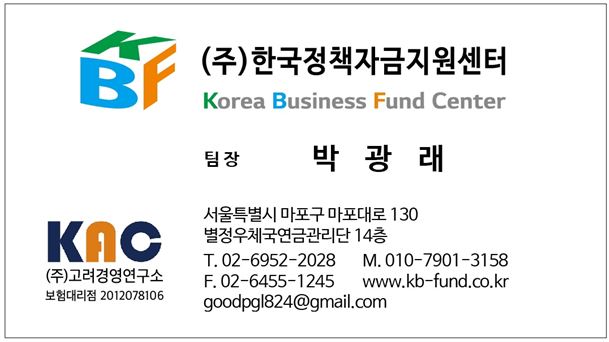 KBF
(주)한국정책자금지원센터
Korea Business Fund Center
팀장 박 광 래
서울특별시 마포구 마포대로 130
별정우체국연금관리단 14층
T. 02-6952-2028 M. 010-7901-3158
F. 02-6455-1245 www.kb-fund.co.kr
goodpgl824@gmail.com
KAC
(주)고려경영연구소
보험대리점 2012078106